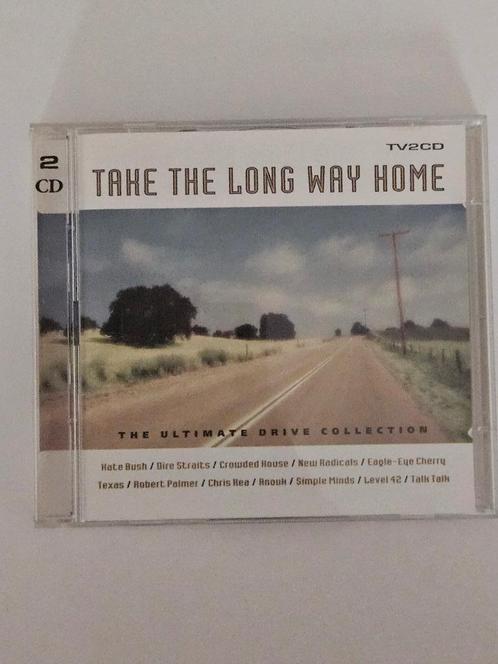 2
CD
TV2CD
TAKE THE LONG WAY HOME
THE ULTIMATE DRIVE COLLECTION
Kate Bush / Dire Straits / Crowded House / New Radicals / Eagle-Eye Cherry
Texas / Robert Palmer / Chris Rea / Anouk / Simple Minds / Level 42 / Talk Talk